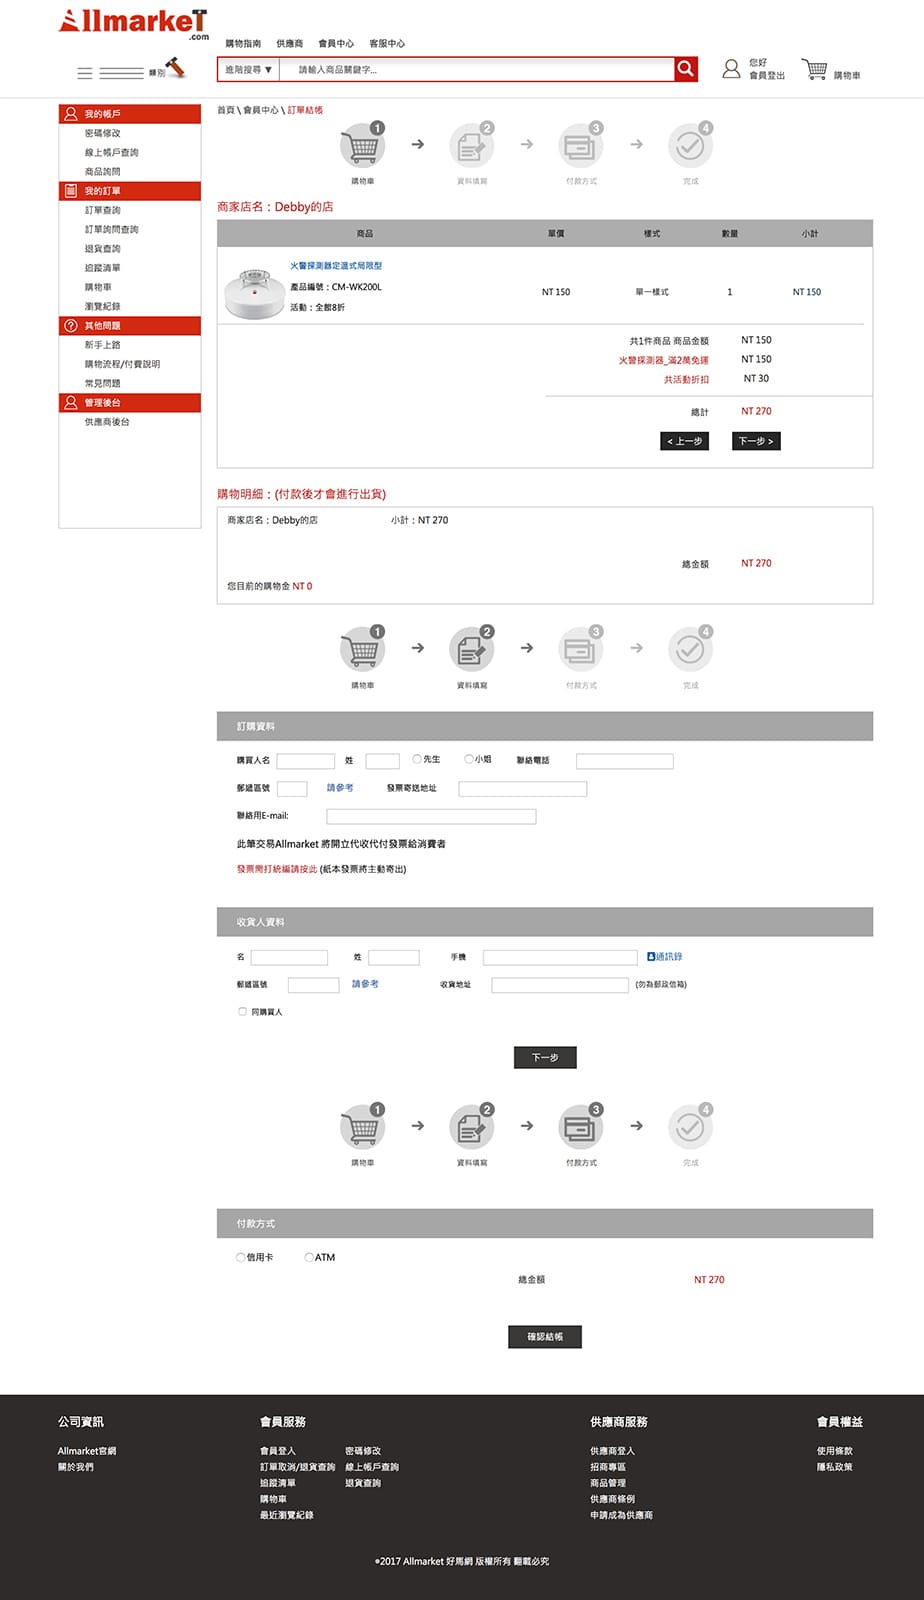 AllmarkeT
.com
購物指南 供應商 會員中心 客服中心
類別
進階搜尋 ▼ 請輸入商品關鍵字...
您好
會員登出
購物車
我的帳戶
密碼修改
線上帳戶查詢
商品詢問
我的訂單
訂單查詢
訂單詢問查詢
退貨查詢
追蹤清單
購物車
瀏覽紀錄
其他問題
新手上路
購物流程/付費說明
常見問題
管理後台
供應商後台
首頁 \ 會員中心 \ 訂單結帳
1 → 2 → 3 → 4
購物車 資料填寫 付款方式 完成
商家店名：Debby的店
商品 單價 樣式 數量 小計
火警探測器定溫式局限型
產品編號：CM-WK200L
活動：全館8折
NT 150 單一樣式 1 NT 150
共1件商品 商品金額 NT 150
火警探測器_滿2萬免運 NT 150
共活動折扣 NT 30
總計 NT 270
< 上一步 下一步 >
購物明細：(付款後才會進行出貨)
商家店名：Debby的店 小計：NT 270
總金額 NT 270
您目前的購物金 NT 0
1 → 2 → 3 → 4
購物車 資料填寫 付款方式 完成
訂購資料
購買人名 姓 先生 小姐 聯絡電話
郵遞區號 請參考 發票寄送地址
聯絡用E-mail:
此筆交易Allmarket 將開立代收代付發票給消費者
發票需打統編請按此 (紙本發票將主動寄出)
收貨人資料
名 姓 手機 通訊錄
郵遞區號 請參考 收貨地址 (勿為郵政信箱)
同購買人
下一步
1 → 2 → 3 → 4
購物車 資料填寫 付款方式 完成
付款方式
信用卡 ATM
總金額 NT 270
確認結帳
公司資訊 會員服務 供應商服務 會員權益
Allmarket官網 會員登入 密碼修改 供應商登入 使用條款
關於我們 訂單取消/退貨查詢 線上帳戶查詢 招商專區 隱私政策
追蹤清單 退貨查詢 商品管理
購物車 供應商條例
最近瀏覽紀錄 申請成為供應商
©2017 Allmarket 好馬網 版權所有 翻載必究